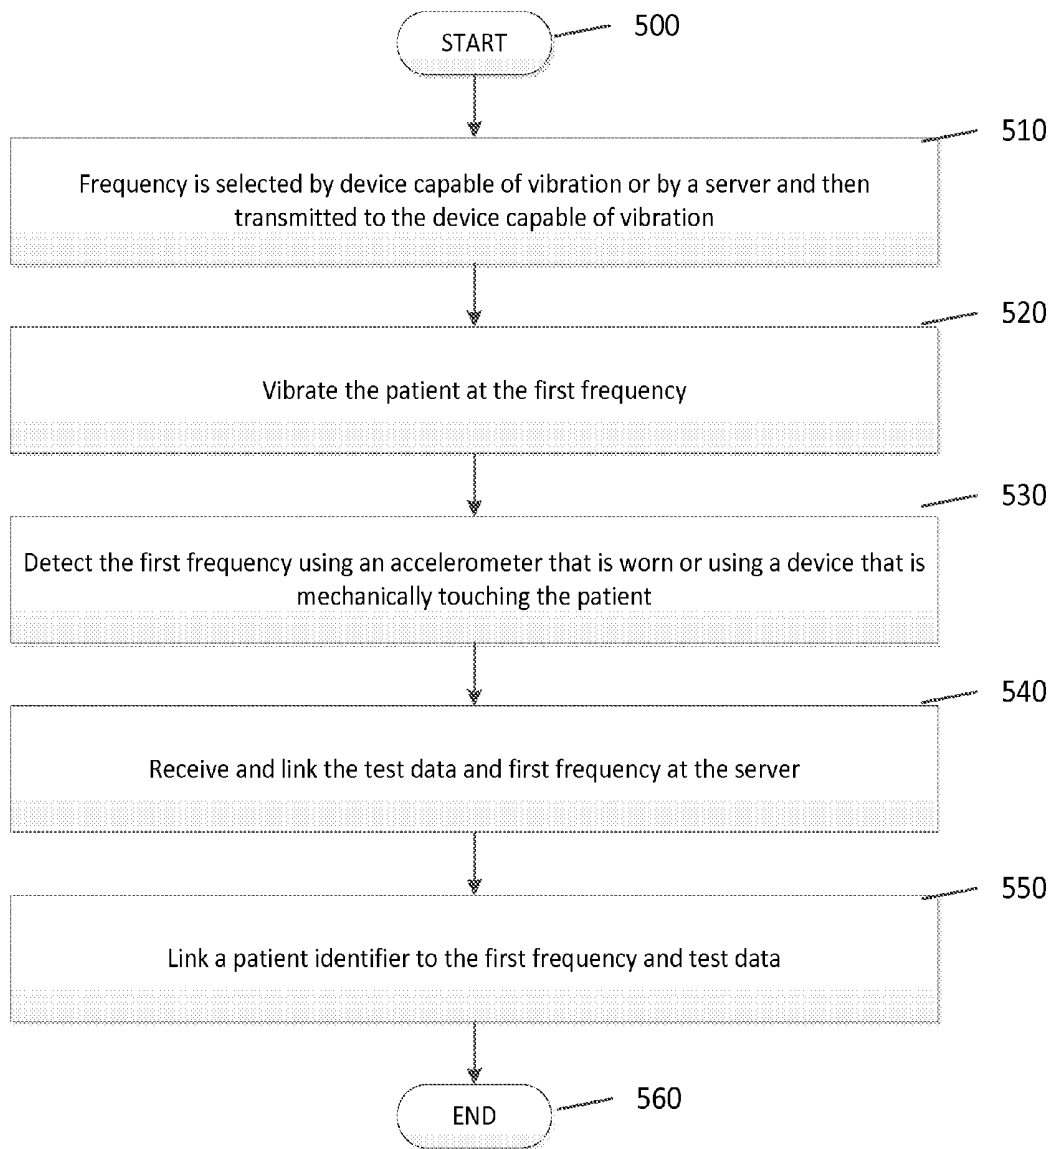 START
500
510
Frequency is selected by device capable of vibration or by a server and then
transmitted to the device capable of vibration
520
Vibrate the patient at the first frequency
530
Detect the first frequency using an accelerometer that is worn or using a device that is
mechanically touching the patient
540
Receive and link the test data and first frequency at the server
550
Link a patient identifier to the first frequency and test data
END
560